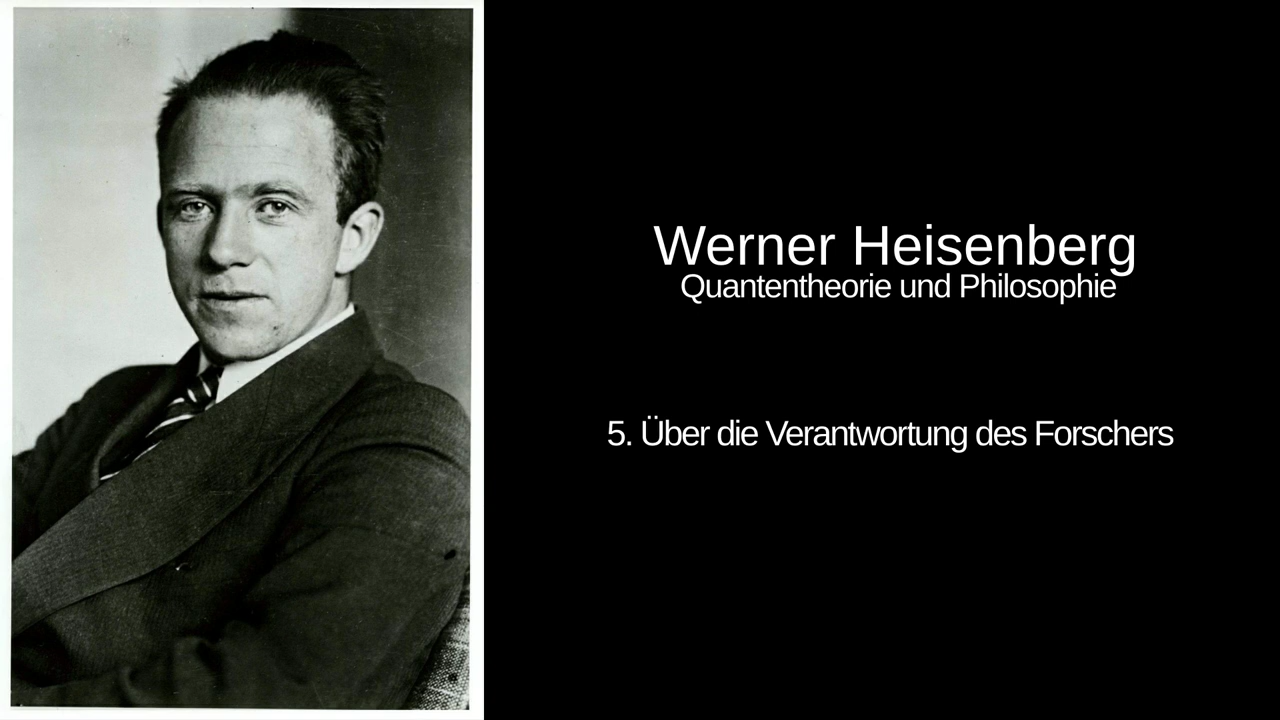 Werner Heisenberg
Quantentheorie und Philosophie
5. Über die Verantwortung des Forschers